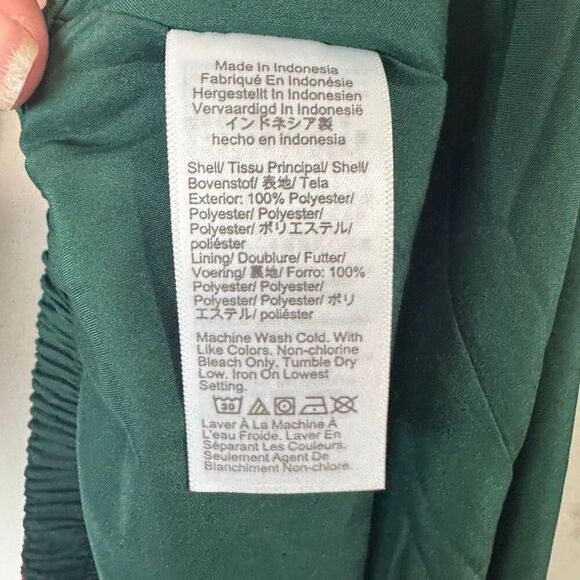 Made In Indonesia
Fabriqué En Indonésie
Hergestellt In Indonesien
Vervaardigd In Indonesië
インドネシア製
hecho en indonesia
Shell/ Tissu Principal/ Shell/
Bovenstof/ 表地/ Tela
Exterior: 100% Polyester/
Polyester/ Polyester/
Polyester/ ポリエステル/
poliéster
Lining/ Doublure/ Futter/
Voering/ 裏地/ Forro: 100%
Polyester/ Polyester/
Polyester/ Polyester/ ポリ
エステル/ poliéster
Machine Wash Cold. With
Like Colors. Non-chlorine
Bleach Only. Tumble Dry
Low. Iron On Lowest
Setting.
30
Laver À La Machine À
L'eau Froide. Laver En
Séparant Les Couleurs.
Seulement Agent De
Blanchiment Non-chlore.